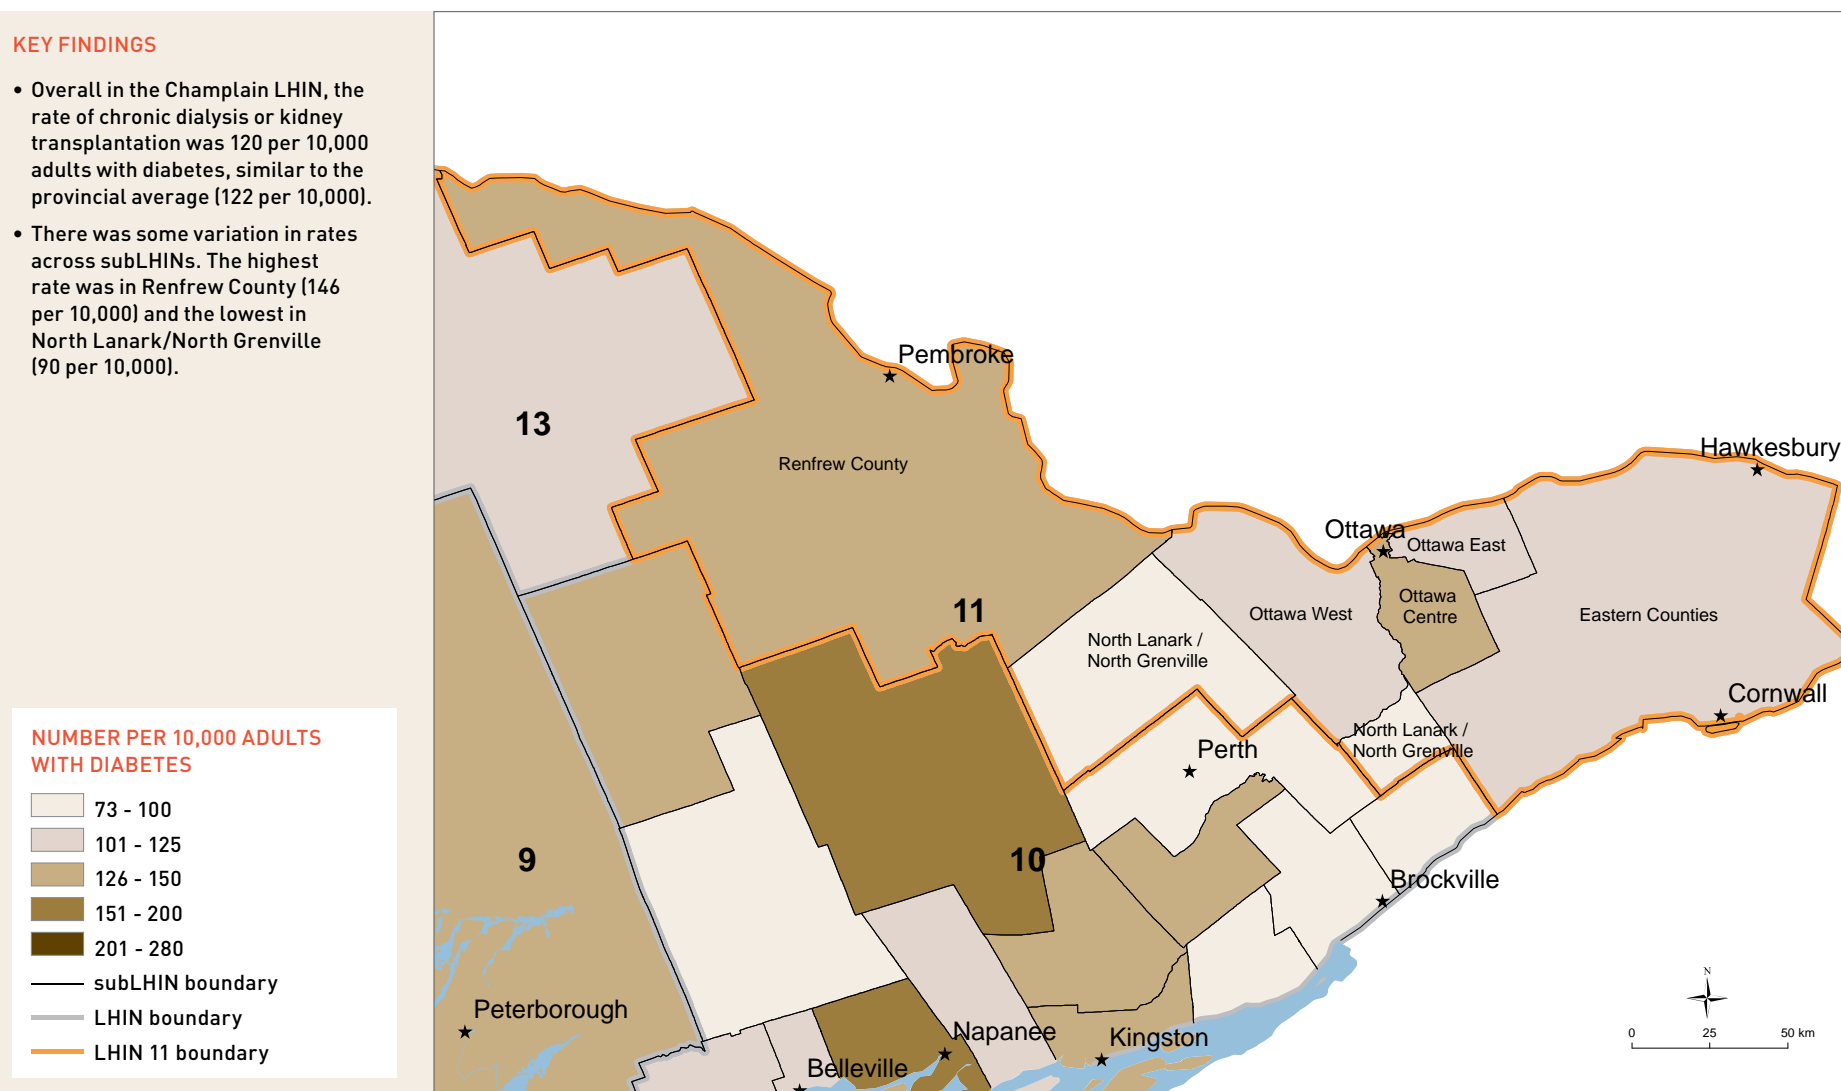 KEY FINDINGS
• Overall in the Champlain LHIN, the
rate of chronic dialysis or kidney
transplantation was 120 per 10,000
adults with diabetes, similar to the
provincial average (122 per 10,000).
• There was some variation in rates
across subLHINs. The highest
rate was in Renfrew County (146
per 10,000) and the lowest in
North Lanark/North Grenville
(90 per 10,000).
NUMBER PER 10,000 ADULTS
WITH DIABETES
73 - 100
101 - 125
126 - 150
151 - 200
201 - 280
subLHIN boundary
LHIN boundary
LHIN 11 boundary
Pembroke
13
Renfrew County
Hawkesbury
Ottawa
Ottawa East
Ottawa
Centre
11
Ottawa West
Eastern Counties
North Lanark /
North Grenville
Cornwall
North Lanark /
North Grenville
Perth
9
10
Brockville
Peterborough
Napanee
Kingston
Belleville
N
0 25 50 km